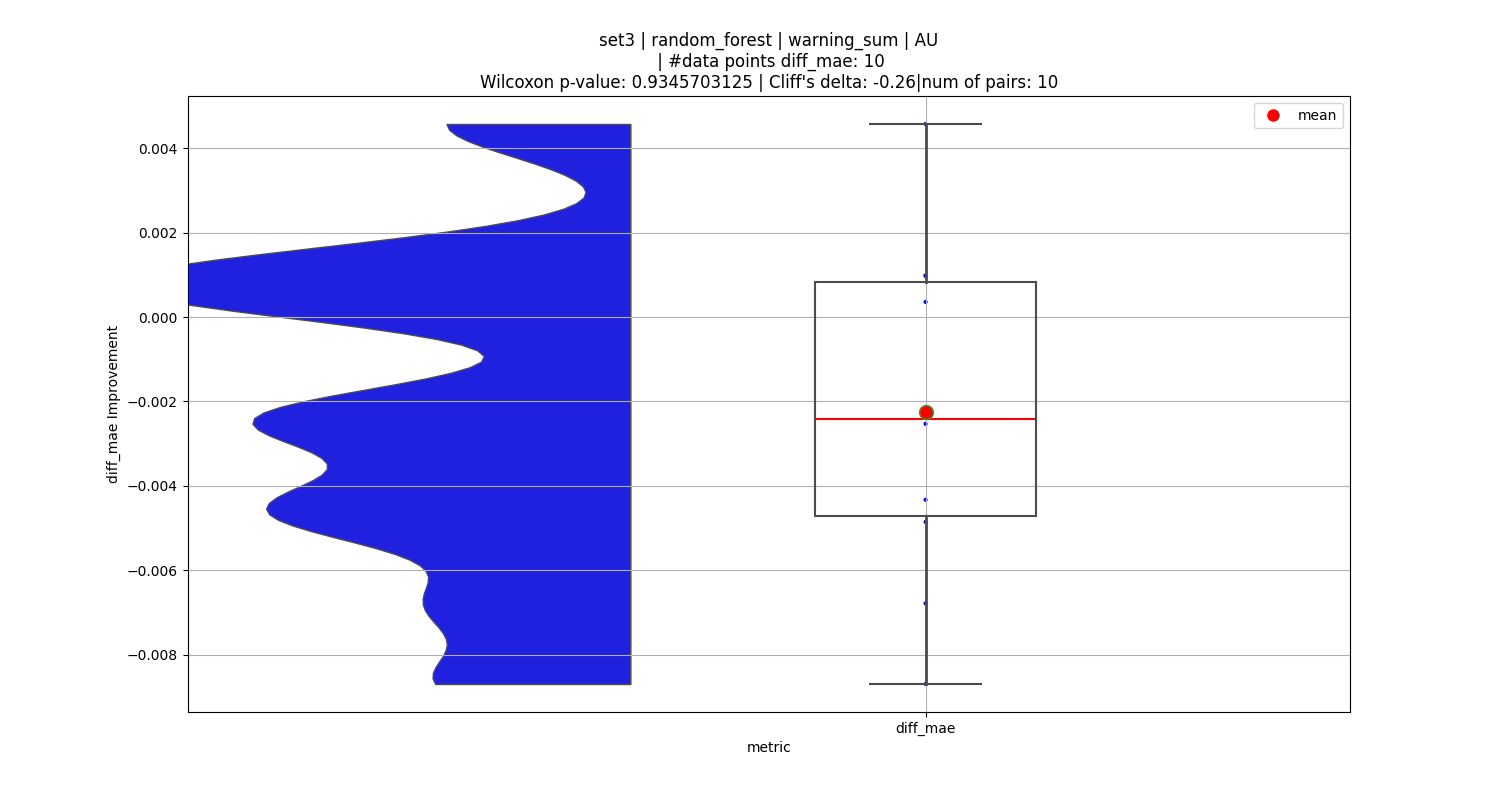 set3 | random_forest | warning_sum | AU
| #data points diff_mae: 10
Wilcoxon p-value: 0.9345703125 | Cliff's delta: -0.26|num of pairs: 10
mean
0.004
0.002
0.000
−0.002
−0.004
−0.006
−0.008
diff_mae Improvement
diff_mae
metric